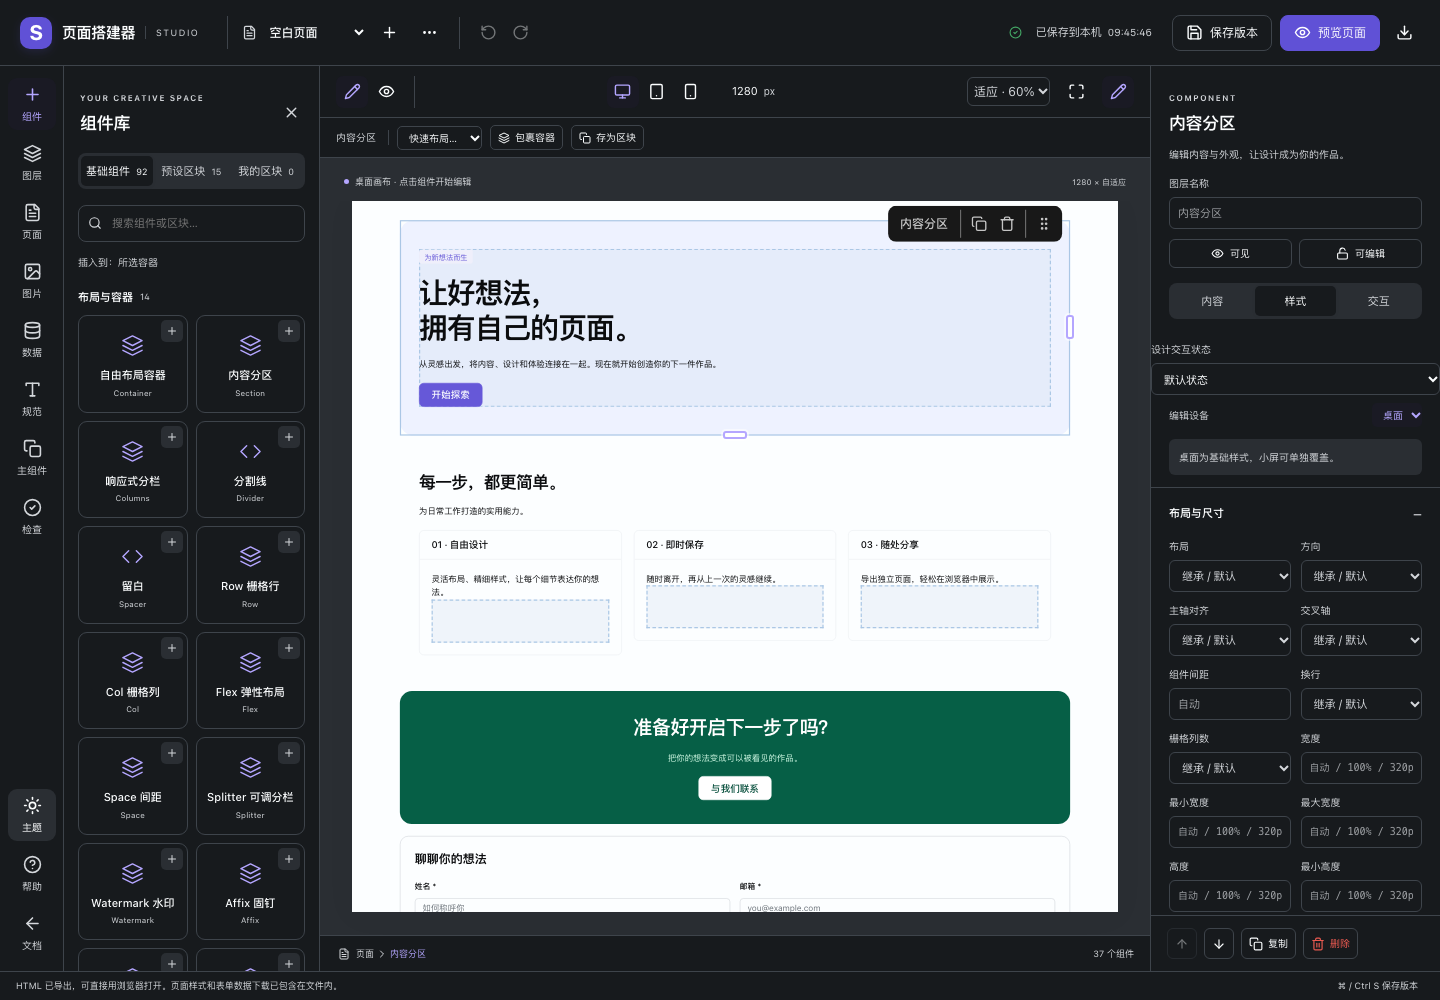 S 页面搭建器 STUDIO 空白页面 已保存到本机 09:45:46 保存版本 预览页面
组件
图层
页面
图片
数据
规范
主组件
检查
主题
帮助
文档
YOUR CREATIVE SPACE
组件库
基础组件 92 预设区块 15 我的区块 0
搜索组件或区块...
插入到：所选容器
布局与容器 14
自由布局容器
Container
内容分区
Section
响应式分栏
Columns
分割线
Divider
留白
Spacer
Row 栅格行
Row
Col 栅格列
Col
Flex 弹性布局
Flex
Space 间距
Space
Splitter 可调分栏
Splitter
Watermark 水印
Watermark
Affix 固钉
Affix
1280 px 适应 · 60%
内容分区 快速布局... 包裹容器 存为区块
桌面画布 · 点击组件开始编辑 1280 × 自适应
内容分区
为新想法而生
让好想法，
拥有自己的页面。
从灵感出发，将内容、设计和体验连接在一起。现在就开始创造你的下一件作品。
开始探索
每一步，都更简单。
为日常工作打造的实用能力。
01 · 自由设计
灵活布局、精细样式，让每个细节表达你的想
法。
02 · 即时保存
随时离开，再从上一次的灵感继续。
03 · 随处分享
导出独立页面，轻松在浏览器中展示。
准备好开启下一步了吗？
把你的想法变成可以被看见的作品。
与我们联系
聊聊你的想法
姓名 * 邮箱 *
如何称呼你 you@example.com
页面 内容分区 37 个组件
COMPONENT
内容分区
编辑内容与外观，让设计成为你的作品。
图层名称
内容分区
可见 可编辑
内容 样式 交互
设计交互状态
默认状态
编辑设备 桌面
桌面为基础样式，小屏可单独覆盖。
布局与尺寸
布局 方向
继承 / 默认 继承 / 默认
主轴对齐 交叉轴
继承 / 默认 继承 / 默认
组件间距 换行
自动 继承 / 默认
栅格列数 宽度
继承 / 默认 自动 / 100% / 320p
最小宽度 最大宽度
自动 / 100% / 320p 自动 / 100% / 320p
高度 最小高度
自动 / 100% / 320p 自动 / 100% / 320p
复制 删除
HTML 已导出，可直接用浏览器打开。页面样式和表单数据下载已包含在文件内。 ⌘ / Ctrl S 保存版本